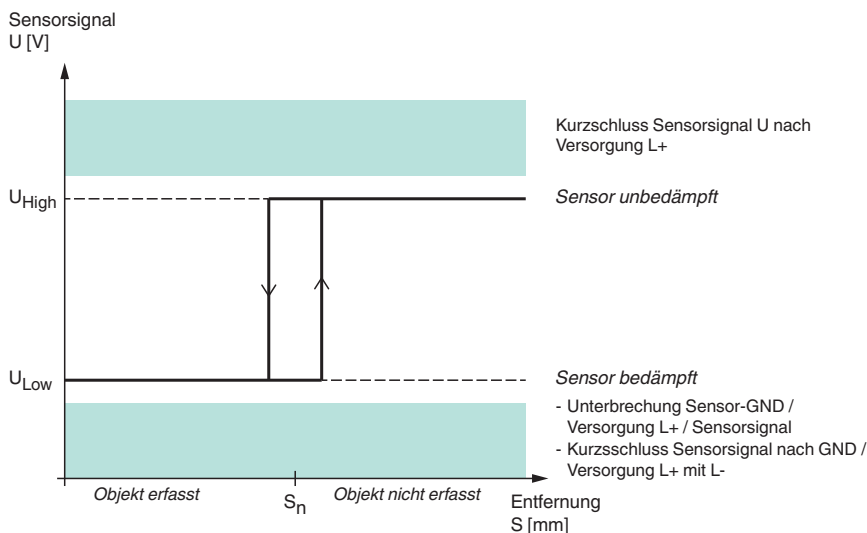 Sensorsignal
U [V]
Kurzschluss Sensorsignal U nach
Versorgung L+
UHigh
Sensor unbedämpft
ULow
Sensor bedämpft
- Unterbrechung Sensor-GND /
Versorgung L+ / Sensorsignal
- Kurzsschluss Sensorsignal nach GND /
Versorgung L+ mit L-
Objekt erfasst
Sn
Objekt nicht erfasst
Entfernung
S [mm]